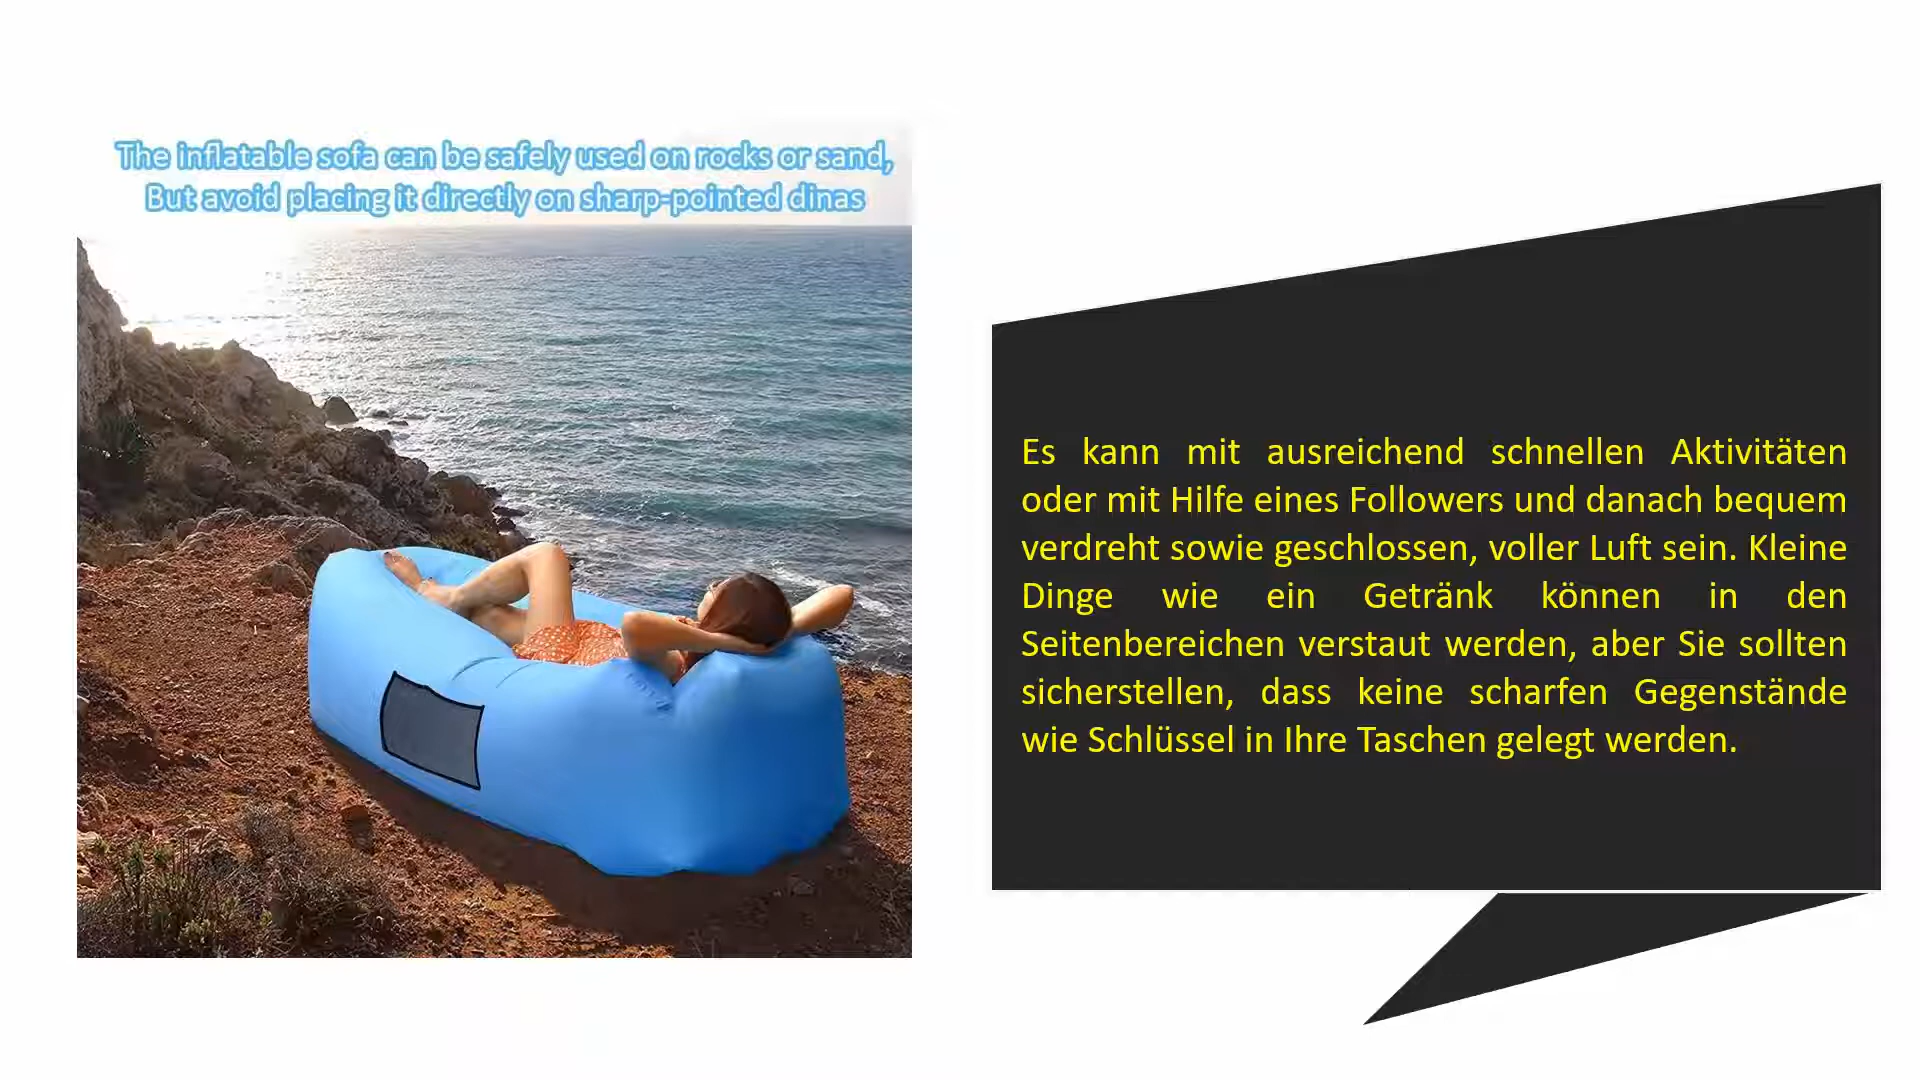 The inflatable sofa can be safely used on rocks or sand,
But avoid placing it directly on sharp-pointed dinas
Es kann mit ausreichend schnellen Aktivitäten
oder mit Hilfe eines Followers und danach bequem
verdreht sowie geschlossen, voller Luft sein. Kleine
Dinge wie ein Getränk können in den
Seitenbereichen verstaut werden, aber Sie sollten
sicherstellen, dass keine scharfen Gegenstände
wie Schlüssel in Ihre Taschen gelegt werden.